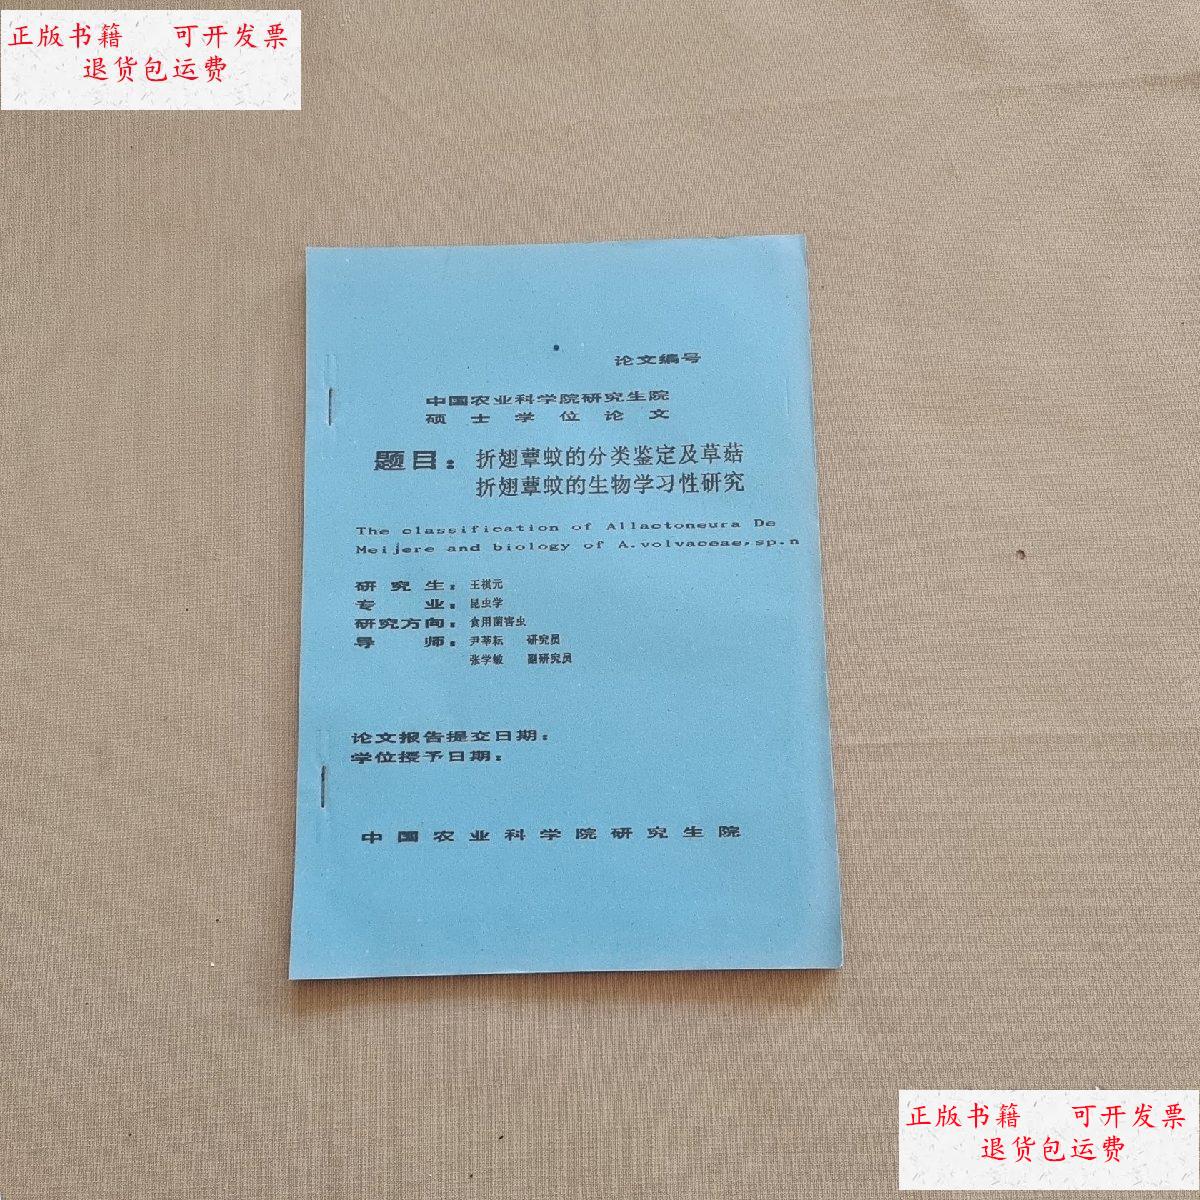 正版书籍 可开发票
退货包运费
论文编号
中国农业科学院研究生院
硕士学位论文
题目：折翅蕈蚊的分类鉴定及草菇
折翅蕈蚊的生物学习性研究
The classification of Allactoneura De
Meijere and biology of A.volvaceae,sp.n
研究生：王祺元
专业：昆虫学
研究方向：食用菌害虫
导师：尹莘耘 研究员
张学敏 副研究员
论文报告提交日期：
学位授予日期：
中国农业科学院研究生院
正版书籍 可开发票
退货包运费